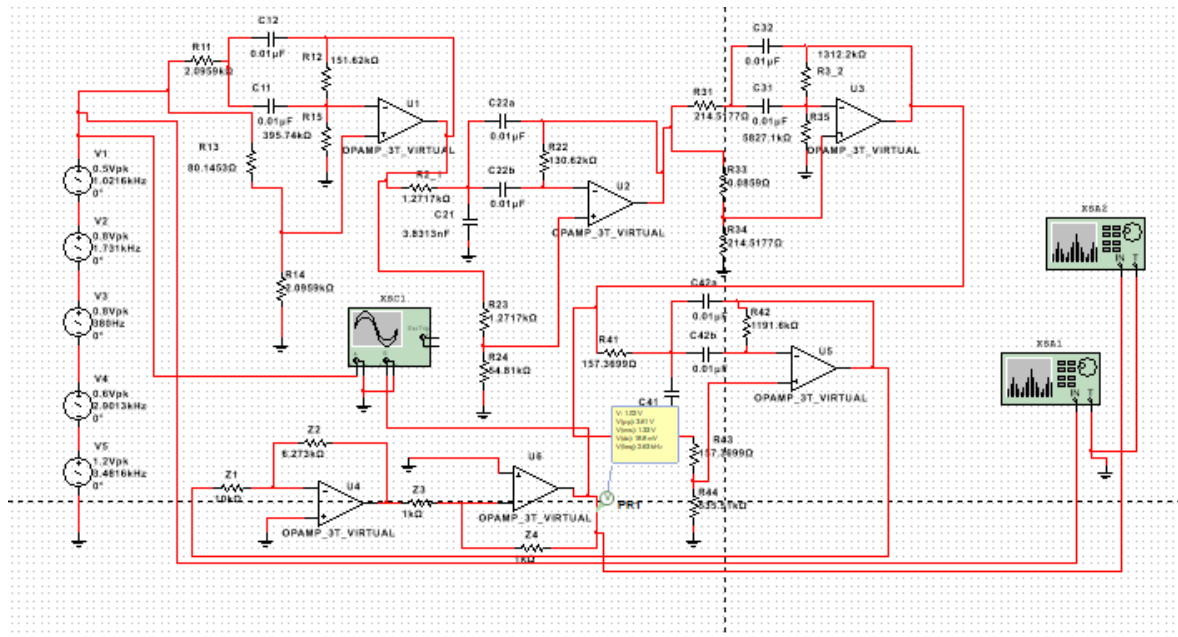 C12
0.01µF
R11
2.0959kΩ
R12
151.62kΩ
C11
0.01µF
395.74kΩ
R15
U1
OPAMP_3T_VIRTUAL
R13
80.1453Ω
R14
2.0959kΩ
V1
0.5Vpk
1.0216kHz
0°
V2
0.8Vpk
1.731kHz
0°
V3
0.8Vpk
380Hz
0°
V4
0.6Vpk
2.9013kHz
0°
V5
1.2Vpk
3.4816kHz
0°
C22a
0.01µF
R22
130.62kΩ
C22b
0.01µF
1.2717kΩ
C21
3.8313nF
U2
OPAMP_3T_VIRTUAL
R23
1.2717kΩ
R24
54.81kΩ
C32
0.01µF
1312.2kΩ
R3_2
R31
214.5177Ω
C31
0.01µF
R35
5827.1kΩ
U3
OPAMP_3T_VIRTUAL
R33
0.0859Ω
R34
214.5177Ω
XSA2
IN
T
XSA1
IN
T
XSC1
C42a
0.01µF
R42
1191.6kΩ
R41
157.3699Ω
C42b
0.01µF
U5
OPAMP_3T_VIRTUAL
C41
R43
157.3699Ω
R44
Z2
6.273kΩ
Z1
10kΩ
U4
OPAMP_3T_VIRTUAL
Z3
1kΩ
U6
OPAMP_3T_VIRTUAL
Z4
1kΩ
PR1